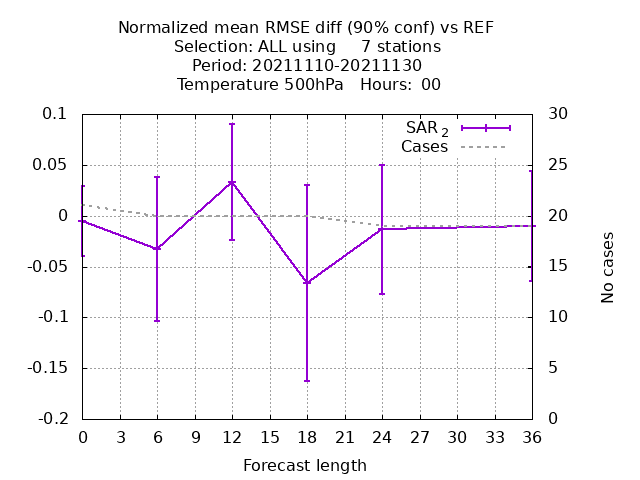 Normalized mean RMSE diff (90% conf) vs REF
Selection: ALL using     7 stations
Period: 20211110-20211130
Temperature 500hPa   Hours:  00
0.1
0.05
0
-0.05
-0.1
-0.15
-0.2
SAR 2
Cases
30
25
20
15
10
5
0
No cases
0 3 6 9 12 15 18 21 24 27 30 33 36
Forecast length